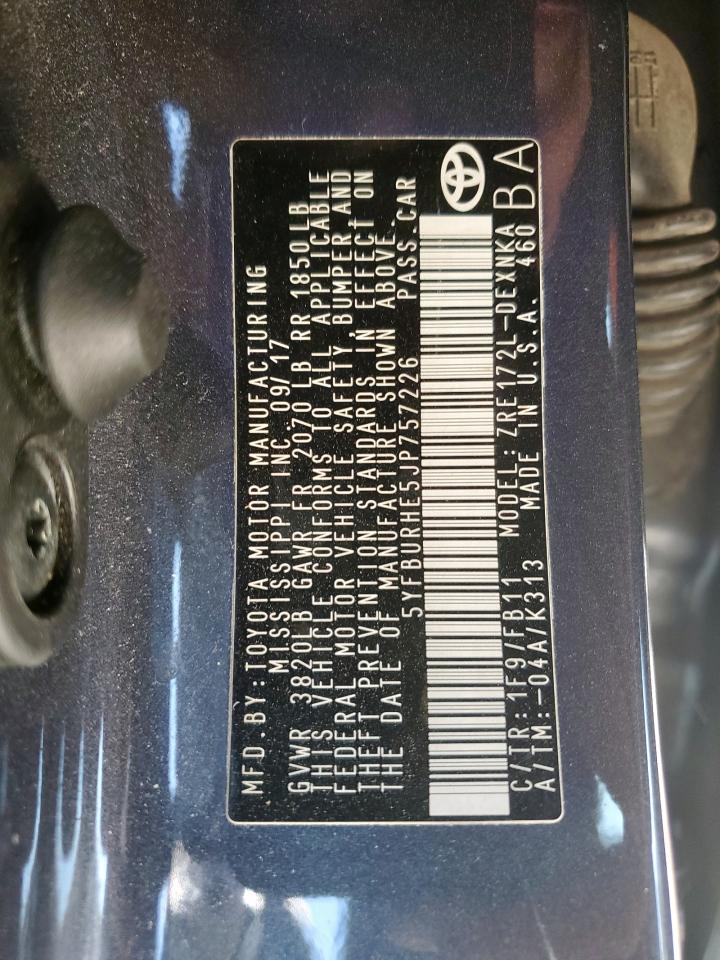 MFD.BY:TOYOTA MOTOR MANUFACTURING
MISSISSIPPI INC. 09/17
GVWR 3820LB GAWR FR 2070LB RR 1850LB
THIS VEHICLE CONFORMS TO ALL APPLICABLE
FEDERAL MOTOR VEHICLE SAFETY, BUMPER AND
THEFT PREVENTION STANDARDS IN EFFECT ON
THE DATE OF MANUFACTURE SHOWN ABOVE.
5YFBURHE5JP757226 PASS.CAR
C/TR: 1F9/FB11 MODEL: ZRE172L-DEXNKA
A/TM:-04A/K313 MADE IN U.S.A. 460
BA